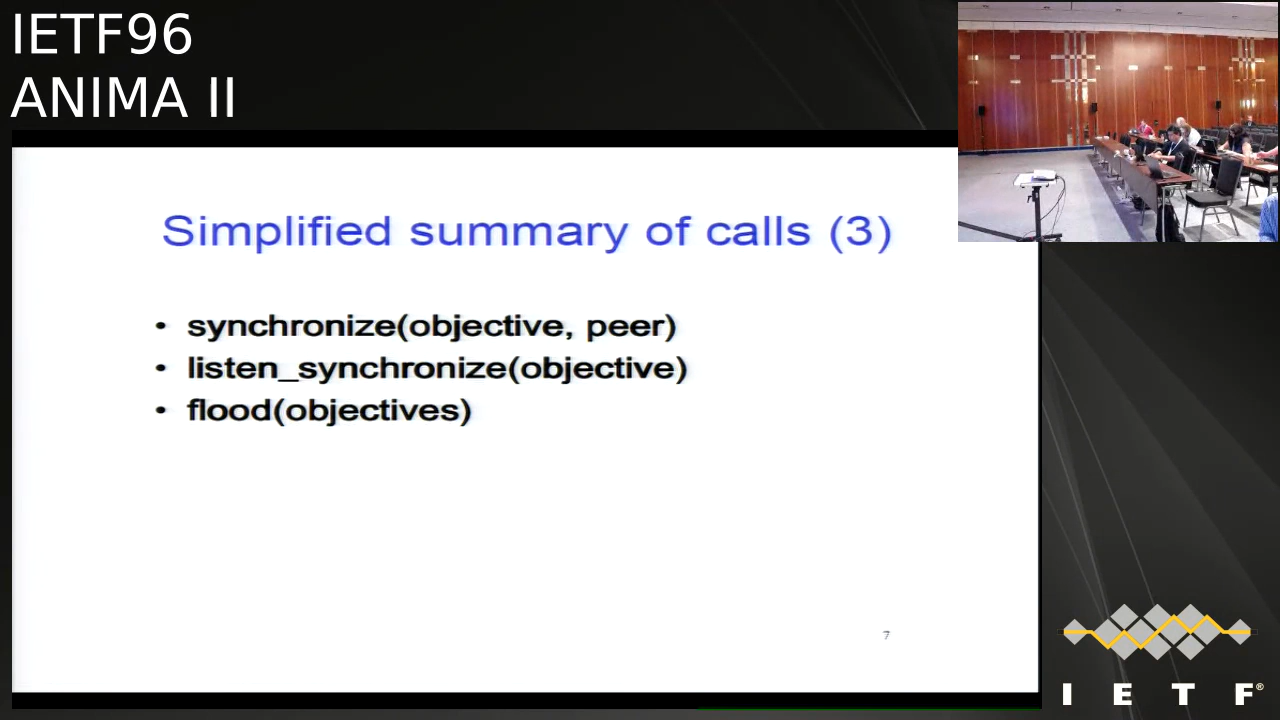 IETF96
ANIMA II
Simplified summary of calls (3)
• synchronize(objective, peer)
• listen_synchronize(objective)
• flood(objectives)
7
I E T F®